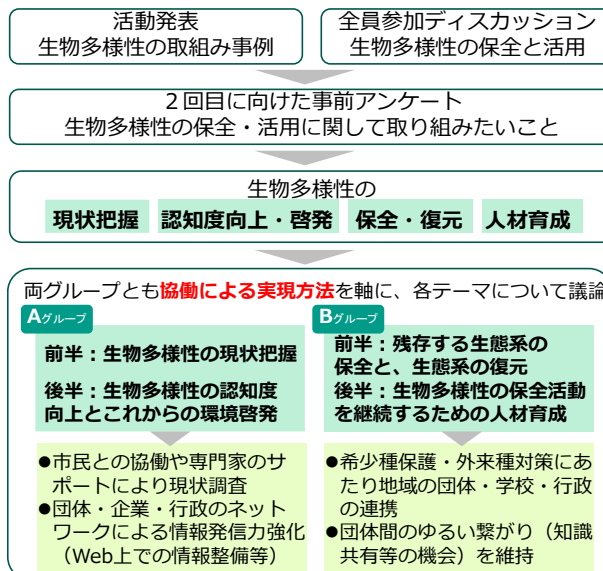 活動発表
生物多様性の取組み事例
全員参加ディスカッション
生物多様性の保全と活用
２回目に向けた事前アンケート
生物多様性の保全・活用に関して取り組みたいこと
生物多様性の
現状把握 認知度向上・啓発 保全・復元 人材育成
両グループとも協働による実現方法を軸に、各テーマについて議論
Aグループ
前半：生物多様性の現状把握
後半：生物多様性の認知度
向上とこれからの環境啓発
●市民との協働や専門家のサ
ポートにより現状調査
●団体・企業・行政のネット
ワークによる情報発信力強化
（Web上での情報整備等）
Bグループ
前半：残存する生態系の
保全と、生態系の復元
後半：生物多様性の保全活動
を継続するための人材育成
●希少種保護・外来種対策にあ
たり地域の団体・学校・行政
の連携
●団体間のゆるい繋がり（知識
共有等の機会）を維持